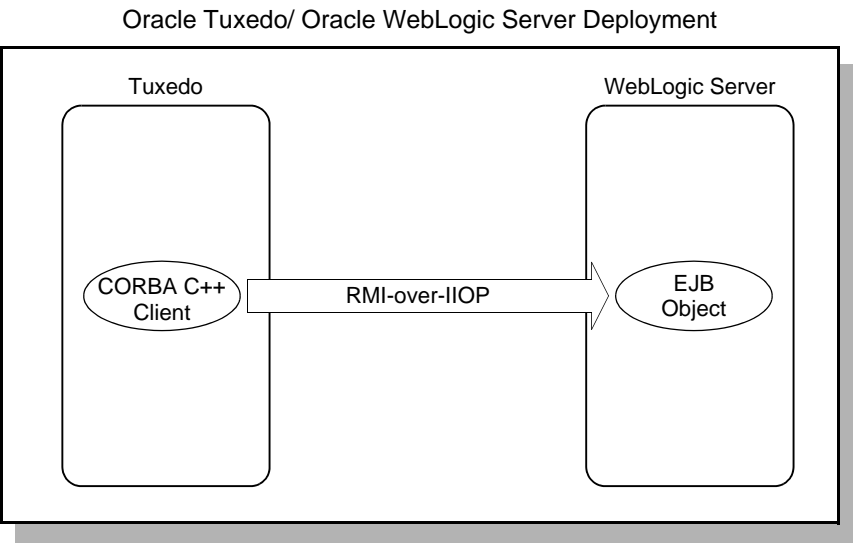 Oracle Tuxedo/ Oracle WebLogic Server Deployment
Tuxedo
WebLogic Server
CORBA C++
Client
RMI-over-IIOP
EJB
Object